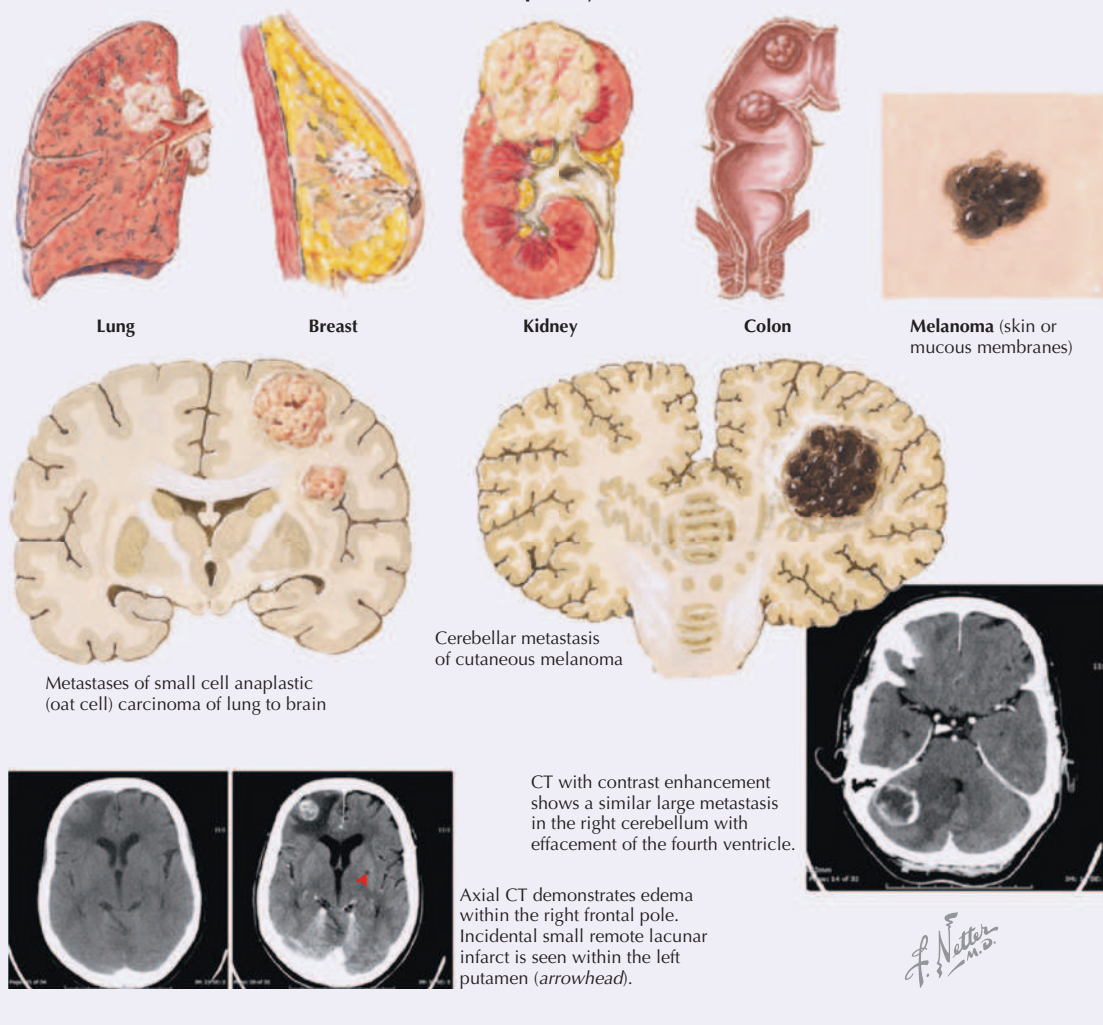 Lung
Breast
Kidney
Colon
Melanoma (skin or
mucous membranes)
Metastases of small cell anaplastic
(oat cell) carcinoma of lung to brain
Cerebellar metastasis
of cutaneous melanoma
CT with contrast enhancement
shows a similar large metastasis
in the right cerebellum with
effacement of the fourth ventricle.
Axial CT demonstrates edema
within the right frontal pole.
Incidental small remote lacunar
infarct is seen within the left
putamen (arrowhead).
F. Netter
M.D.